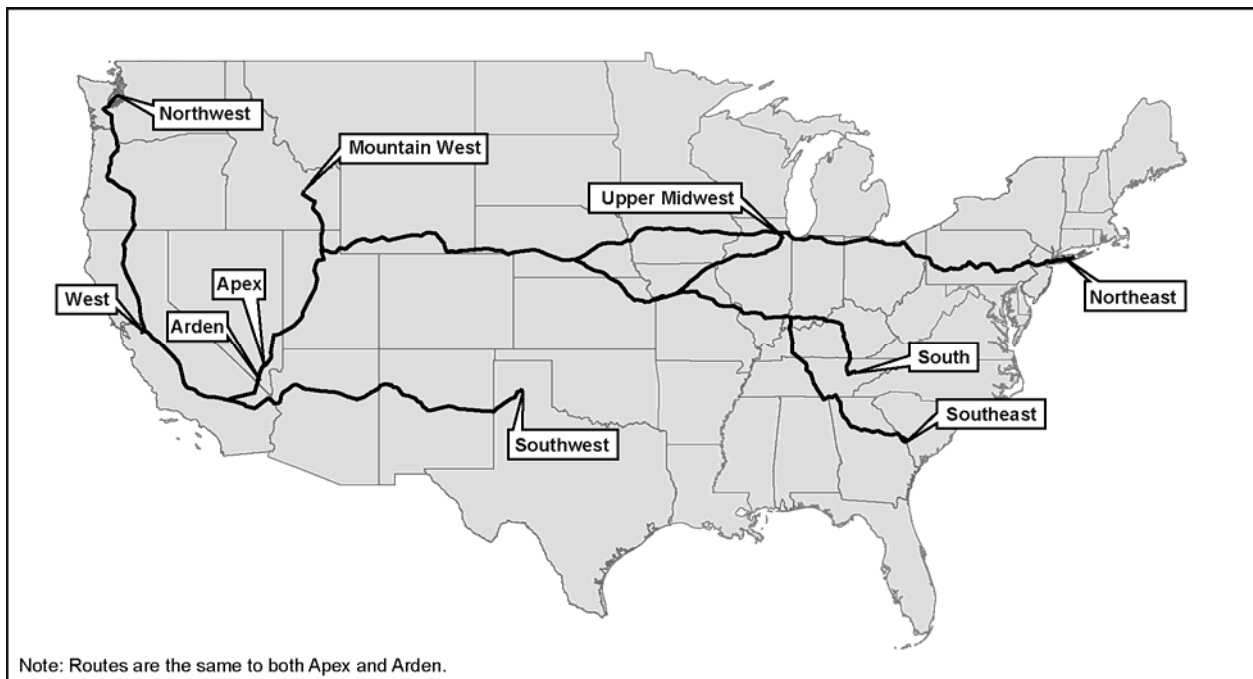 Northwest
Mountain West
Upper Midwest
Apex
West
Northeast
Arden
South
Southeast
Southwest
Note: Routes are the same to both Apex and Arden.